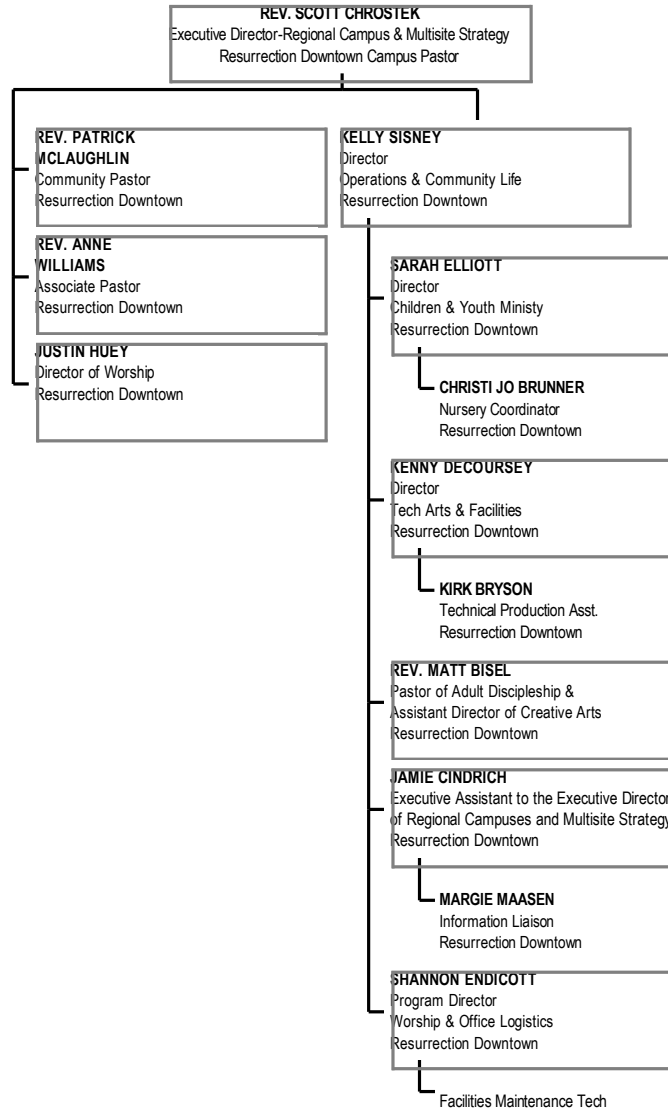 REV. SCOTT CHROSTEK
Executive Director-Regional Campus & Multisite Strategy
Resurrection Downtown Campus Pastor
REV. PATRICK
MCLAUGHLIN
Community Pastor
Resurrection Downtown
REV. ANNE
WILLIAMS
Associate Pastor
Resurrection Downtown
JUSTIN HUEY
Director of Worship
Resurrection Downtown
KELLY SISNEY
Director
Operations & Community Life
Resurrection Downtown
SARAH ELLIOTT
Director
Children & Youth Ministy
Resurrection Downtown
CHRISTI JO BRUNNER
Nursery Coordinator
Resurrection Downtown
KENNY DECOURSEY
Director
Tech Arts & Facilities
Resurrection Downtown
KIRK BRYSON
Technical Production Asst.
Resurrection Downtown
REV. MATT BISEL
Pastor of Adult Discipleship &
Assistant Director of Creative Arts
Resurrection Downtown
JAMIE CINDRICH
Executive Assistant to the Executive Director
of Regional Campuses and Multisite Strategy
Resurrection Downtown
MARGIE MAASEN
Information Liaison
Resurrection Downtown
SHANNON ENDICOTT
Program Director
Worship & Office Logistics
Resurrection Downtown
Facilities Maintenance Tech